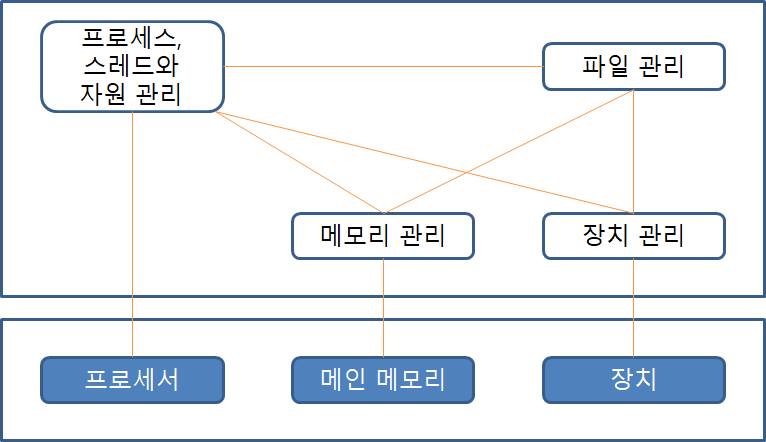 프로세스,
스레드와
자원 관리
파일 관리
메모리 관리
장치 관리
프로세서
메인 메모리
장치